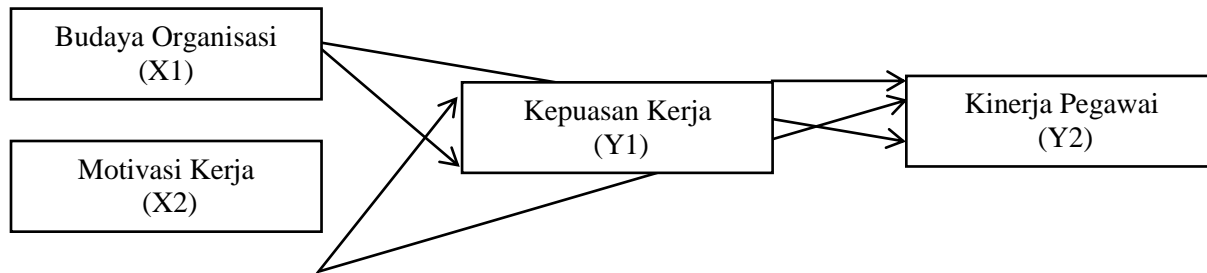 Budaya Organisasi
(X1)
Motivasi Kerja
(X2)
Kepuasan Kerja
(Y1)
Kinerja Pegawai
(Y2)